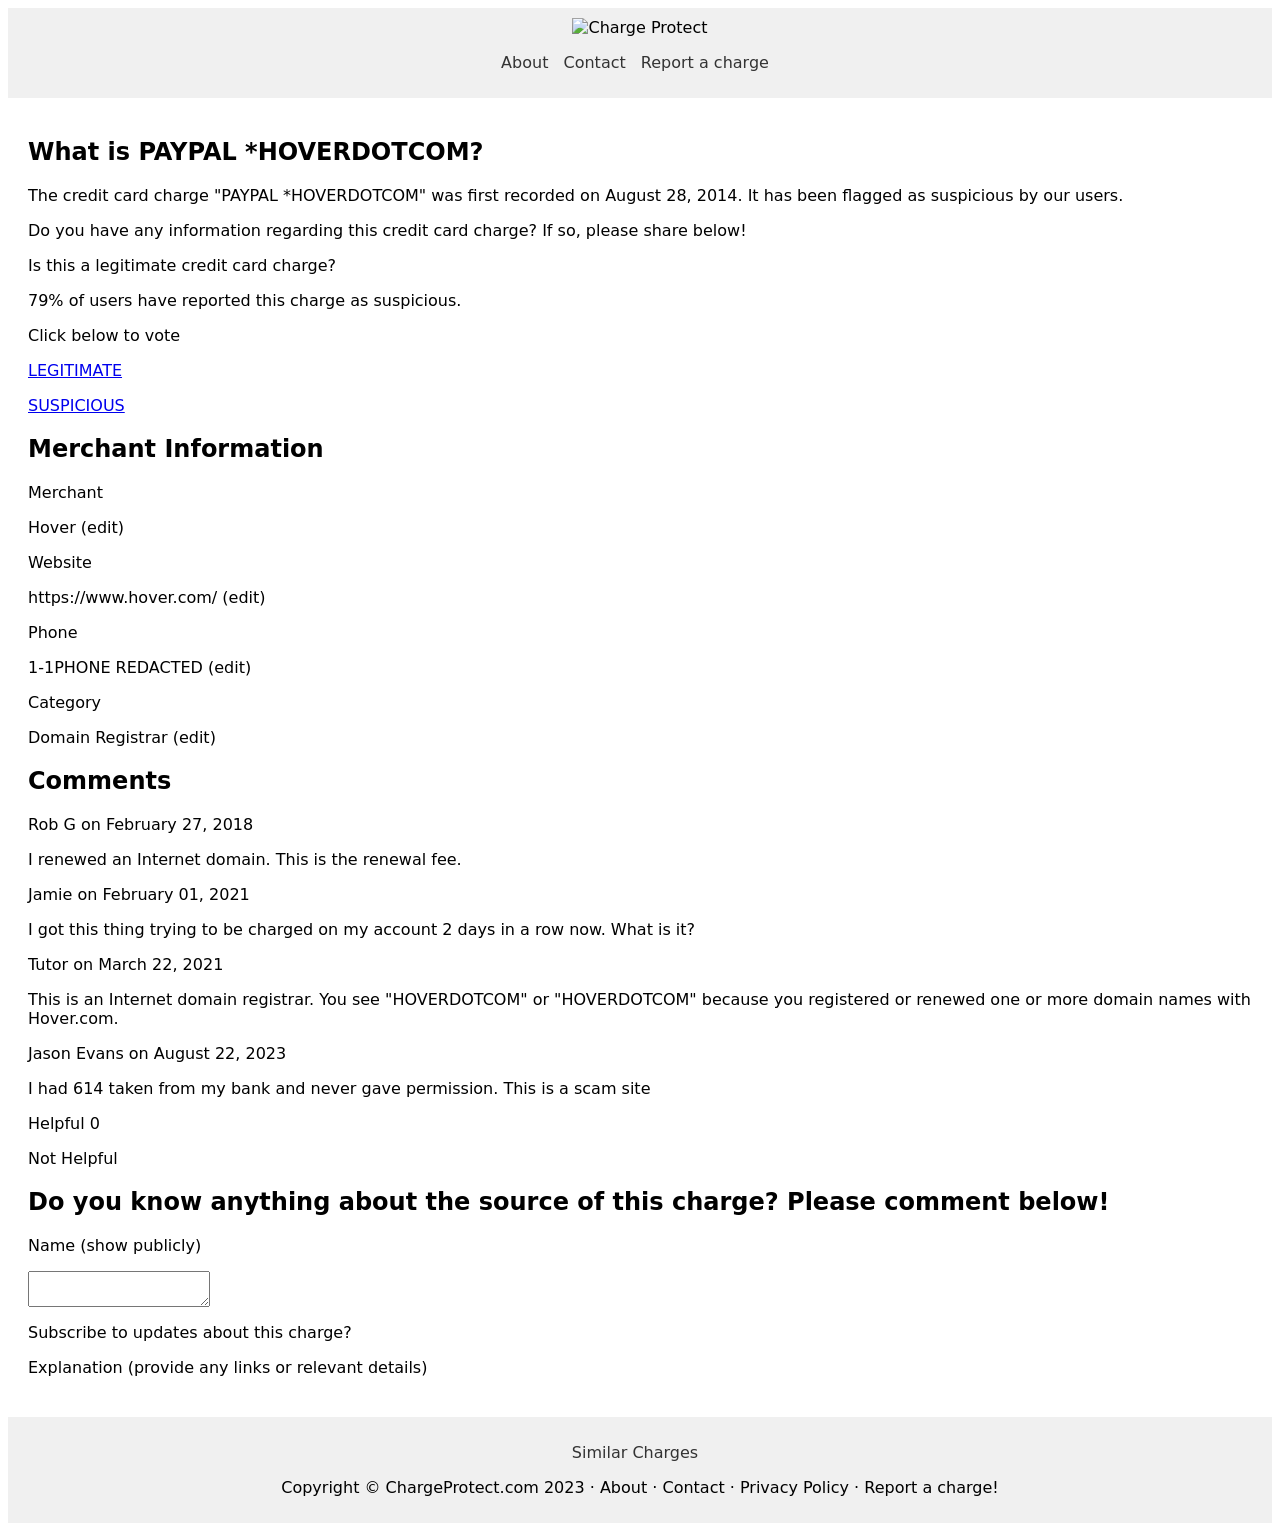 Charge Protect
About Contact Report a charge
What is PAYPAL *HOVERDOTCOM?
The credit card charge "PAYPAL *HOVERDOTCOM" was first recorded on August 28, 2014. It has been flagged as suspicious by our users.
Do you have any information regarding this credit card charge? If so, please share below!
Is this a legitimate credit card charge?
79% of users have reported this charge as suspicious.
Click below to vote
LEGITIMATE
SUSPICIOUS
Merchant Information
Merchant
Hover (edit)
Website
https://www.hover.com/ (edit)
Phone
1-1PHONE REDACTED (edit)
Category
Domain Registrar (edit)
Comments
Rob G on February 27, 2018
I renewed an Internet domain. This is the renewal fee.
Jamie on February 01, 2021
I got this thing trying to be charged on my account 2 days in a row now. What is it?
Tutor on March 22, 2021
This is an Internet domain registrar. You see "HOVERDOTCOM" or "HOVERDOTCOM" because you registered or renewed one or more domain names with
Hover.com.
Jason Evans on August 22, 2023
I had 614 taken from my bank and never gave permission. This is a scam site
Helpful 0
Not Helpful
Do you know anything about the source of this charge? Please comment below!
Name (show publicly)
Subscribe to updates about this charge?
Explanation (provide any links or relevant details)
Similar Charges
Copyright © ChargeProtect.com 2023 · About · Contact · Privacy Policy · Report a charge!